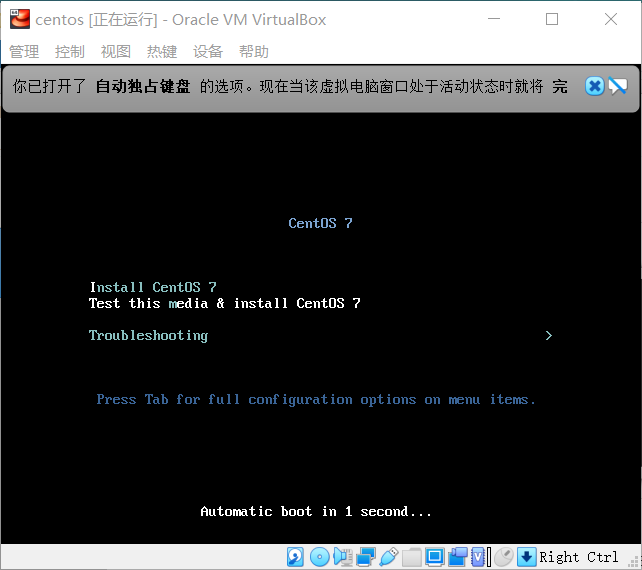 centos [正在运行] - Oracle VM VirtualBox
管理 控制 视图 热键 设备 帮助
你已打开了 自动独占键盘 的选项。现在当该虚拟电脑窗口处于活动状态时就将 完
CentOS 7
Install CentOS 7
Test this media & install CentOS 7
Troubleshooting >
Press Tab for full configuration options on menu items.
Automatic boot in 1 second...
Right Ctrl